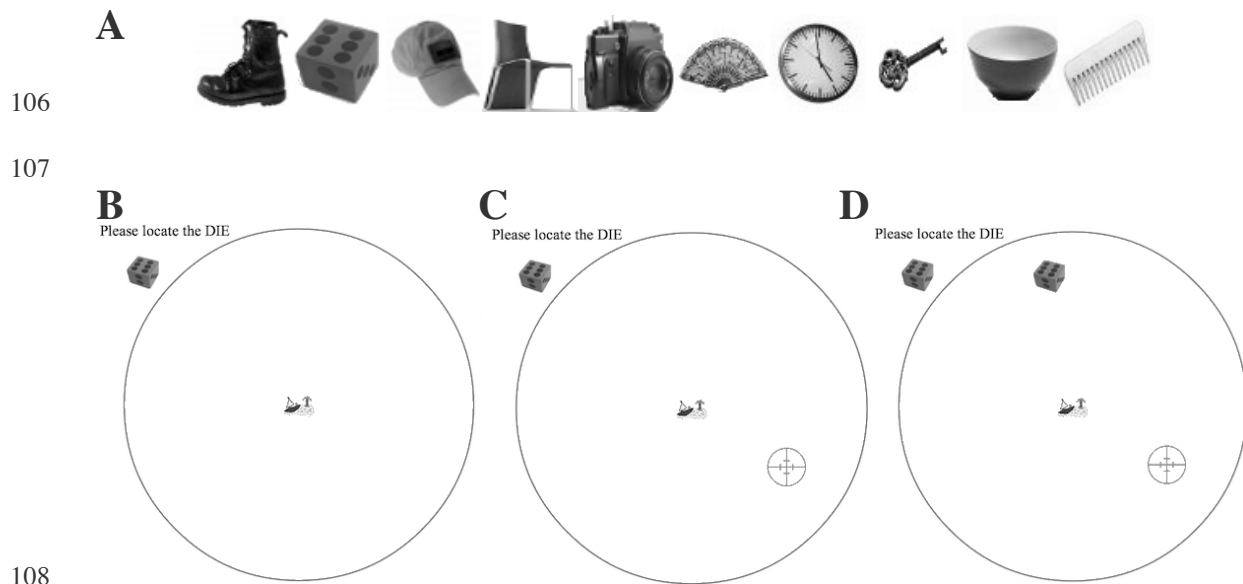 A
106
107
B
C
D
Please locate the DIE
Please locate the DIE
Please locate the DIE
108